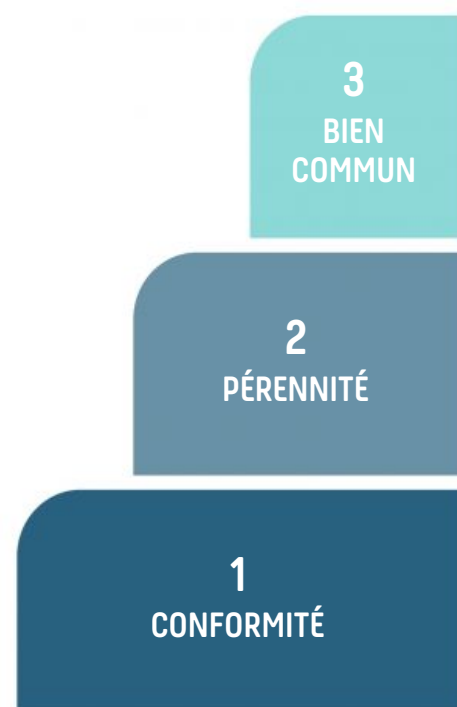 3
BIEN
COMMUN
2
PÉRENNITÉ
1
CONFORMITÉ